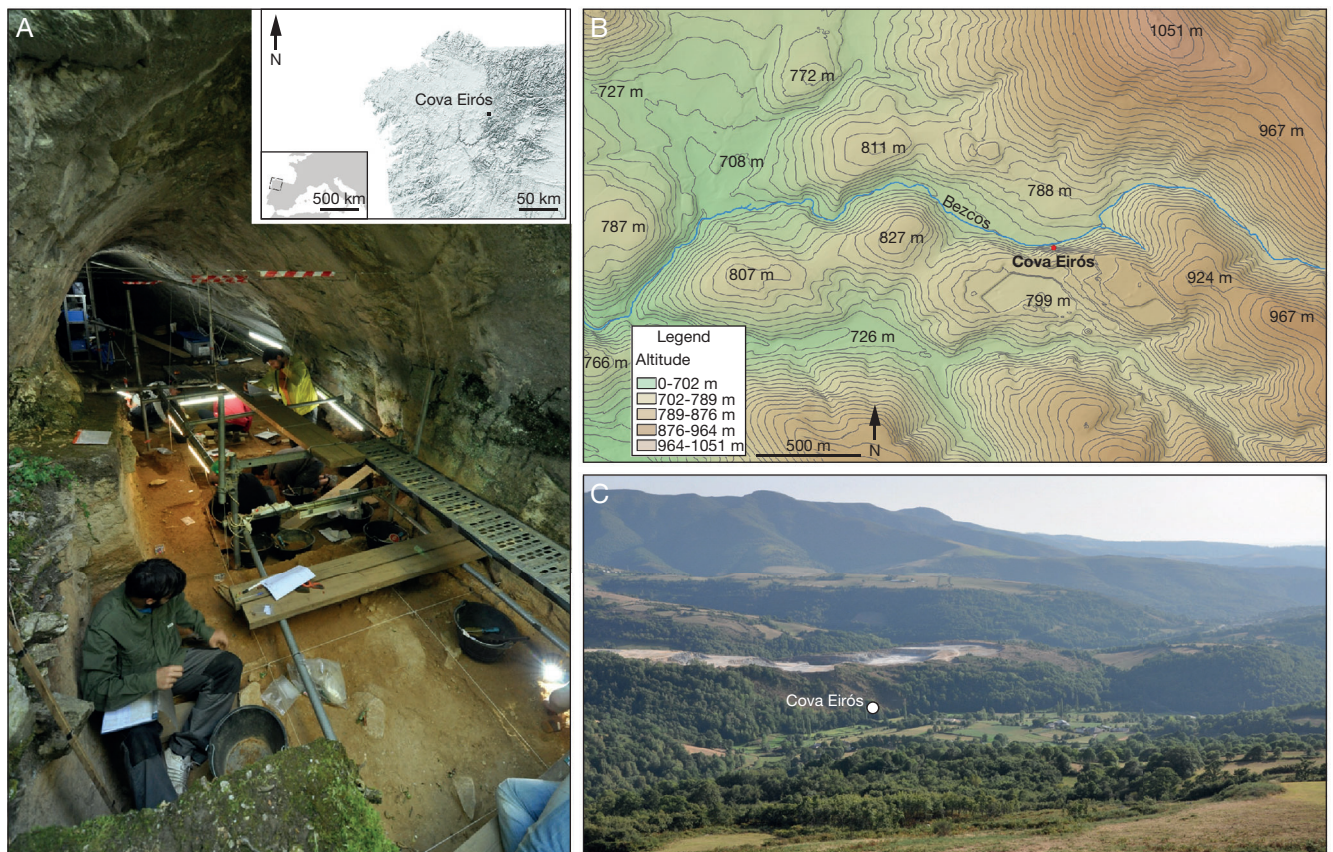 A
N
Cova Eirós
500 km
50 km
B
1051 m
772 m
727 m
967 m
811 m
708 m
788 m
Bezcos
787 m
827 m
Cova Eirós
807 m
924 m
799 m
967 m
726 m
766 m
Legend
Altitude
0-702 m
702-789 m
789-876 m
876-964 m
964-1051 m
500 m
N
C
Cova Eirós